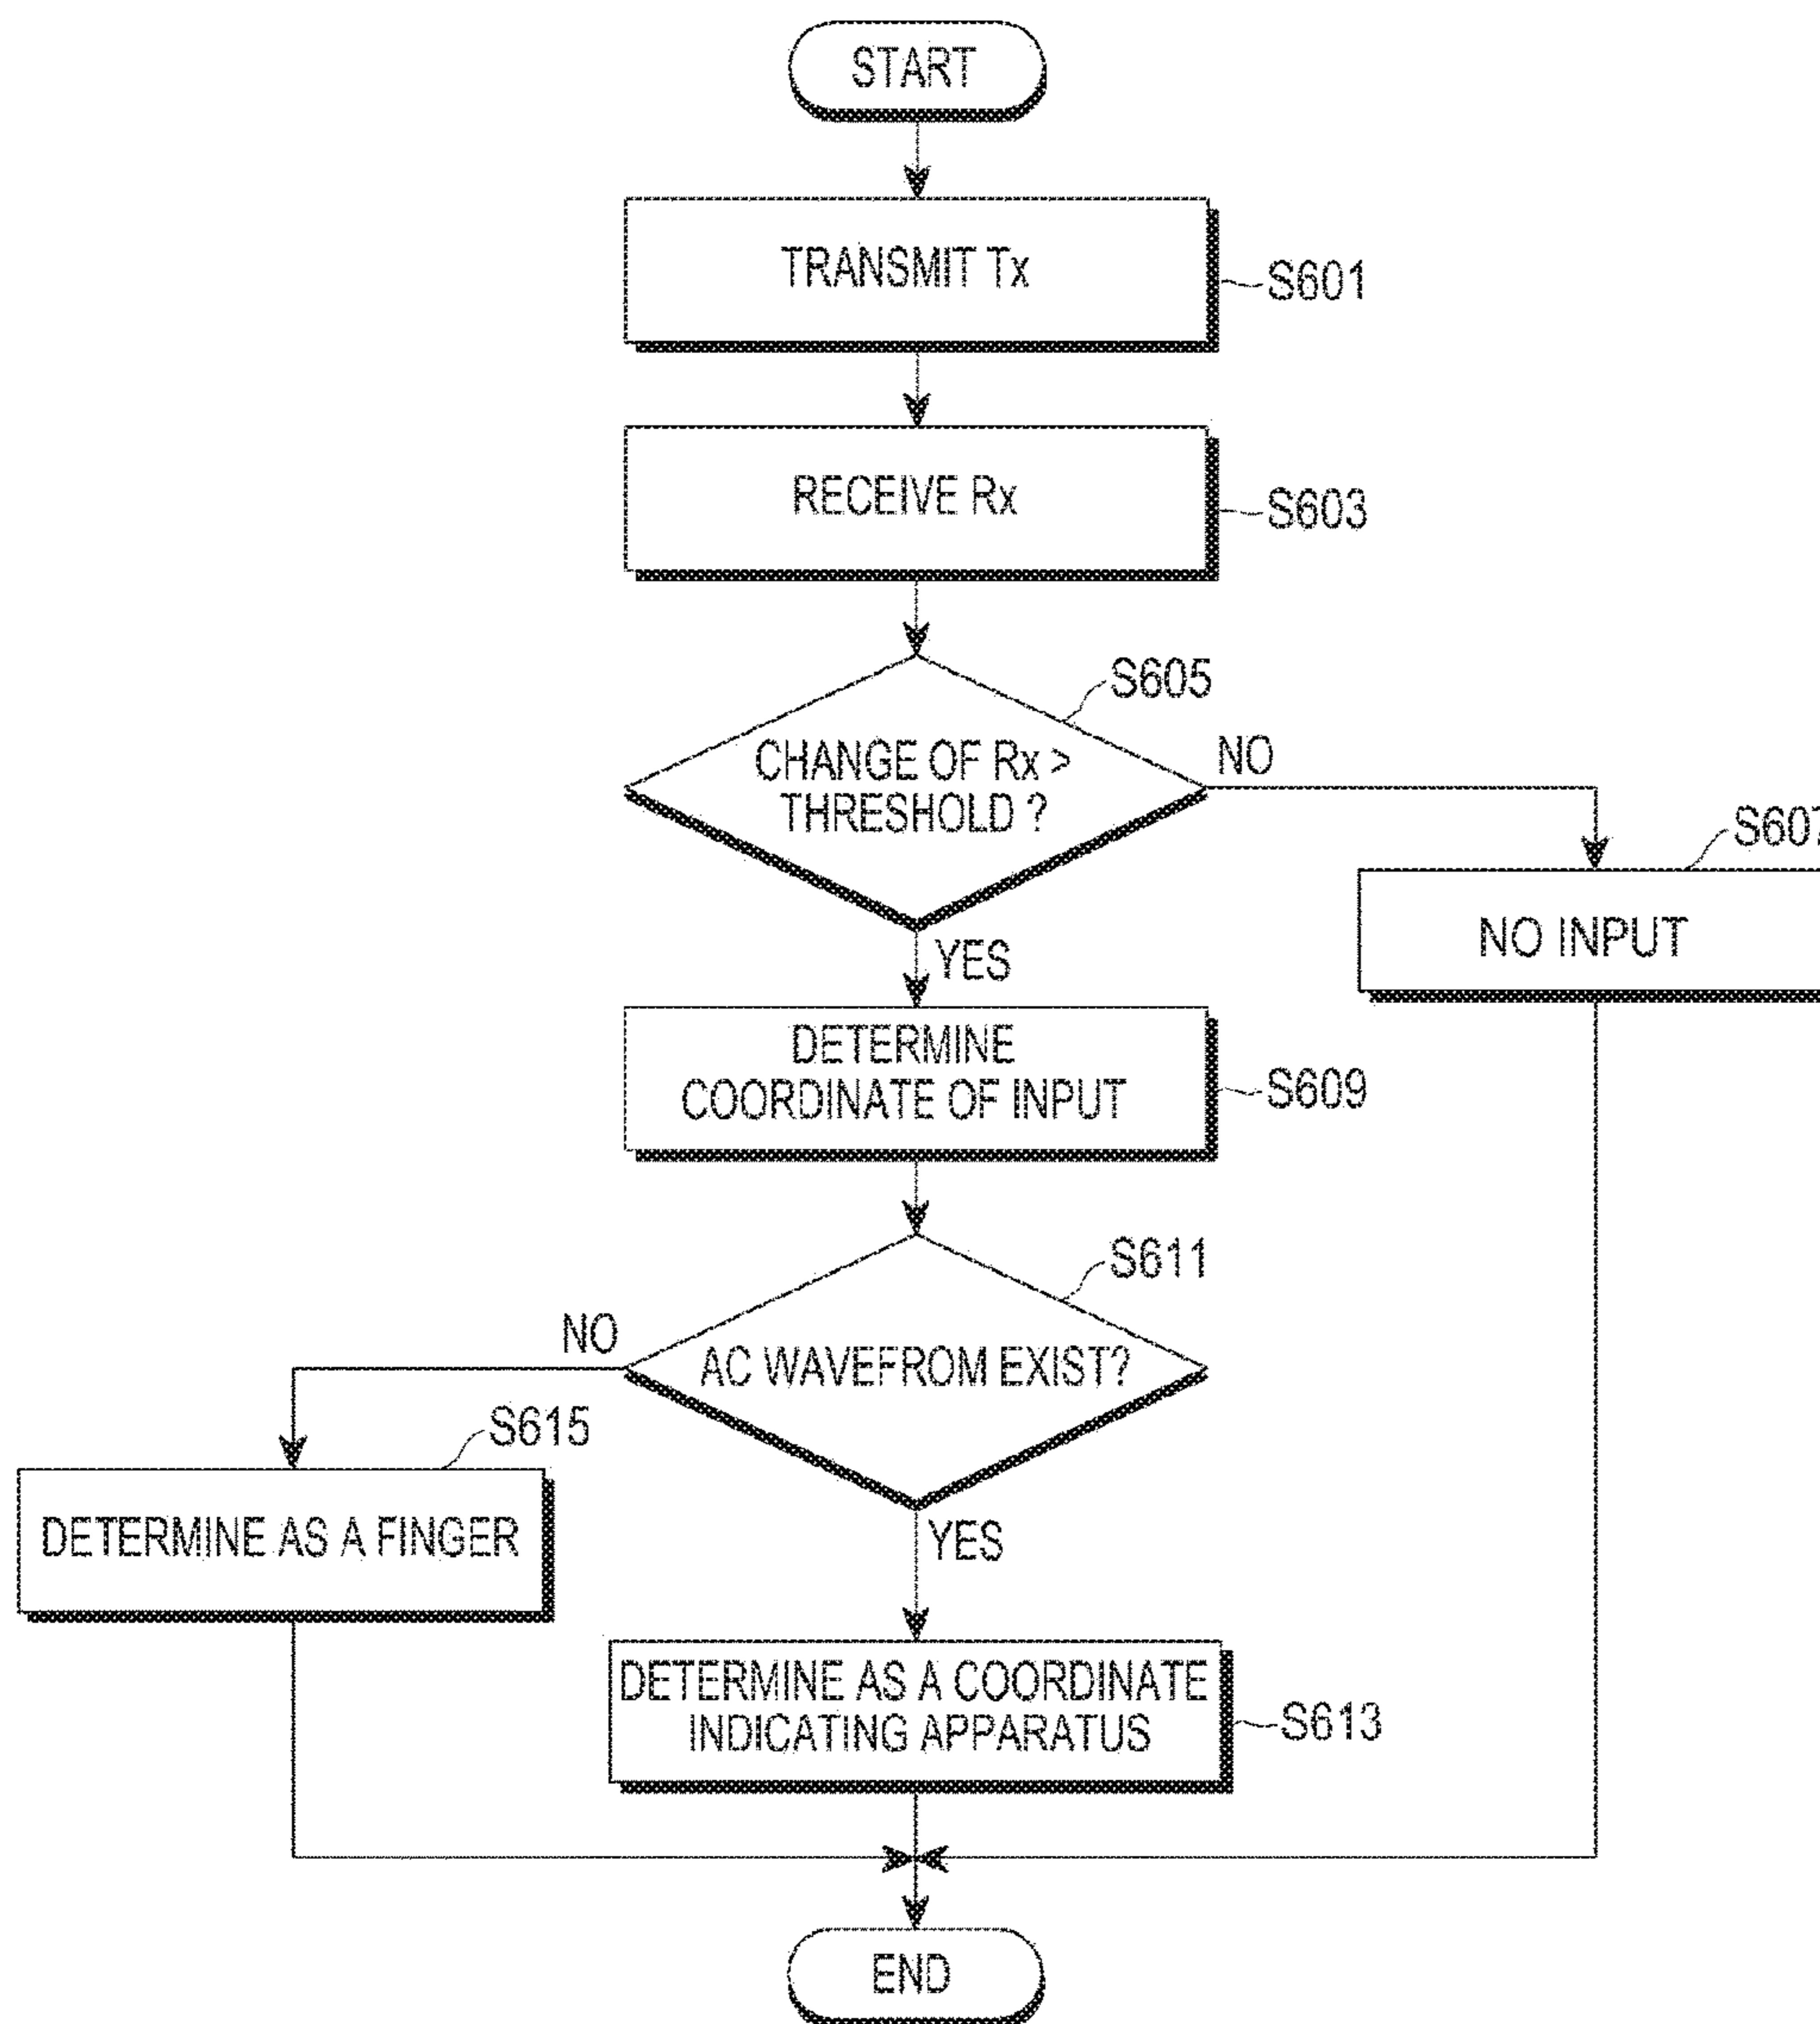 START
TRANSMIT Tx
S601
RECEIVE Rx
S603
S605
CHANGE OF Rx >
THRESHOLD ?
NO
S607
NO INPUT
YES
DETERMINE
COORDINATE OF INPUT
S609
S611
NO
AC WAVEFROM EXIST?
S615
DETERMINE AS A FINGER
YES
DETERMINE AS A COORDINATE
INDICATING APPARATUS
S613
END